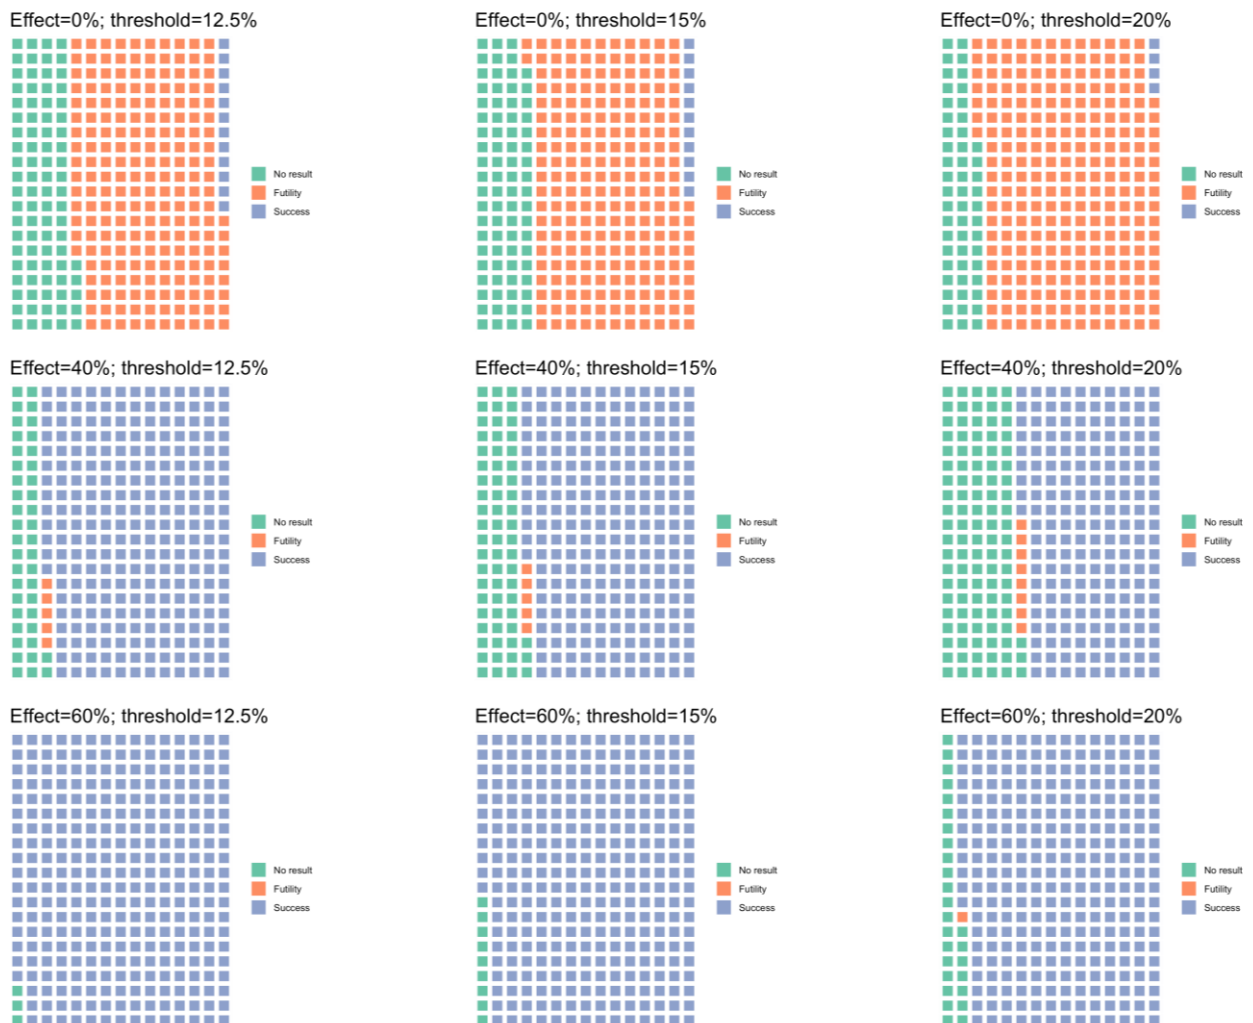 Effect=0%; threshold=12.5%
Effect=0%; threshold=15%
Effect=0%; threshold=20%
No result
Futility
Success
No result
Futility
Success
No result
Futility
Success
Effect=40%; threshold=12.5%
Effect=40%; threshold=15%
Effect=40%; threshold=20%
No result
Futility
Success
No result
Futility
Success
No result
Futility
Success
Effect=60%; threshold=12.5%
Effect=60%; threshold=15%
Effect=60%; threshold=20%
No result
Futility
Success
No result
Futility
Success
No result
Futility
Success